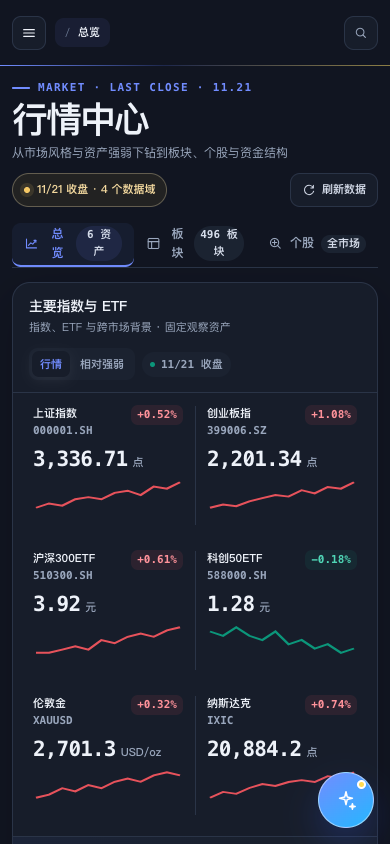 / 总览
MARKET · LAST CLOSE · 11.21
行情中心
从市场风格与资产强弱下钻到板块、个股与资金结构
11/21 收盘 · 4 个数据域
刷新数据
总览 6 资产
板块 496 板块
个股 全市场
主要指数与 ETF
指数、ETF 与跨市场背景 · 固定观察资产
行情 相对强弱 11/21 收盘
上证指数 +0.52%
000001.SH
3,336.71 点
创业板指 +1.08%
399006.SZ
2,201.34 点
沪深300ETF +0.61%
510300.SH
3.92 元
科创50ETF −0.18%
588000.SH
1.28 元
伦敦金 +0.32%
XAUUSD
2,701.3 USD/oz
纳斯达克 +0.74%
IXIC
20,884.2 点